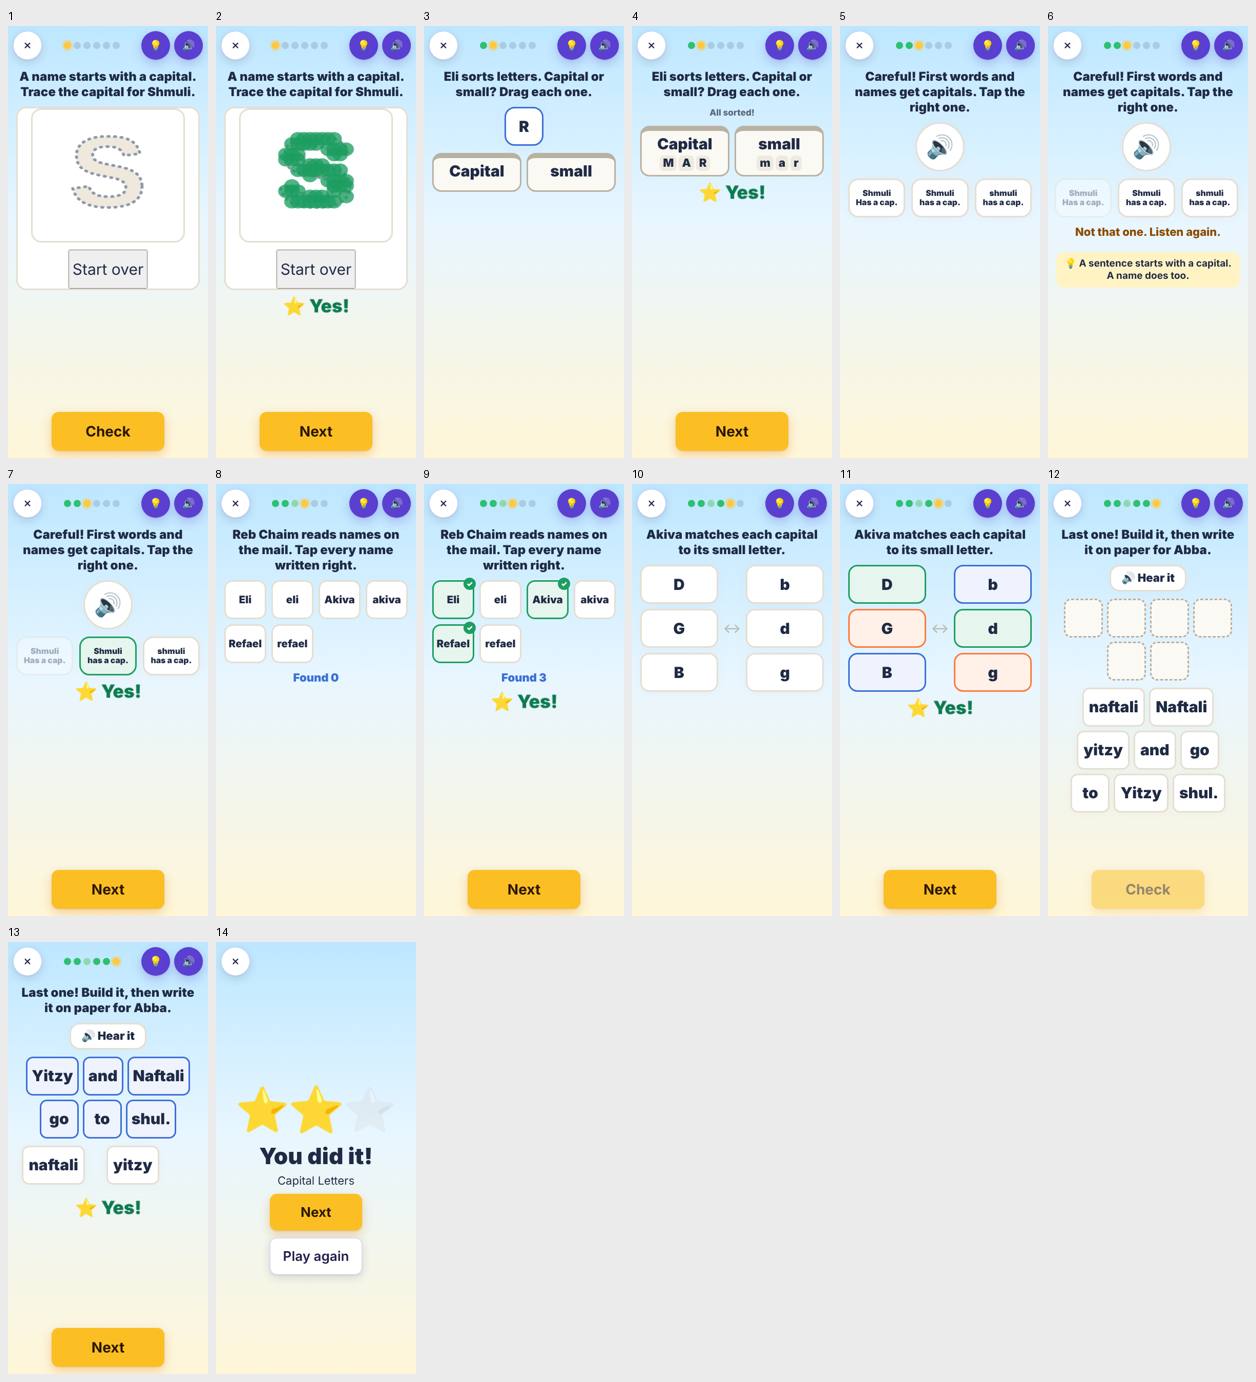 1
A name starts with a capital.
Trace the capital for Shmuli.
S
Start over
Check
2
A name starts with a capital.
Trace the capital for Shmuli.
S
Start over
⭐ Yes!
Next
3
Eli sorts letters. Capital or
small? Drag each one.
R
Capital small
4
Eli sorts letters. Capital or
small? Drag each one.
All sorted!
Capital small
M A R m a r
⭐ Yes!
Next
5
Careful! First words and
names get capitals. Tap the
right one.
Shmuli Shmuli shmuli
Has a cap. has a cap. has a cap.
6
Careful! First words and
names get capitals. Tap the
right one.
Shmuli Shmuli shmuli
Has a cap. has a cap. has a cap.
Not that one. Listen again.
💡 A sentence starts with a capital.
A name does too.
7
Careful! First words and
names get capitals. Tap the
right one.
Shmuli Shmuli shmuli
Has a cap. has a cap. has a cap.
⭐ Yes!
Next
8
Reb Chaim reads names on
the mail. Tap every name
written right.
Eli eli Akiva akiva
Refael refael
Found 0
9
Reb Chaim reads names on
the mail. Tap every name
written right.
Eli eli Akiva akiva
Refael refael
Found 3
⭐ Yes!
Next
10
Akiva matches each capital
to its small letter.
D b
G ↔ d
B g
11
Akiva matches each capital
to its small letter.
D b
G ↔ d
B g
⭐ Yes!
Next
12
Last one! Build it, then write
it on paper for Abba.
🔊 Hear it
naftali Naftali
yitzy and go
to Yitzy shul.
Check
13
Last one! Build it, then write
it on paper for Abba.
🔊 Hear it
Yitzy and Naftali
go to shul.
naftali yitzy
⭐ Yes!
Next
14
You did it!
Capital Letters
Next
Play again